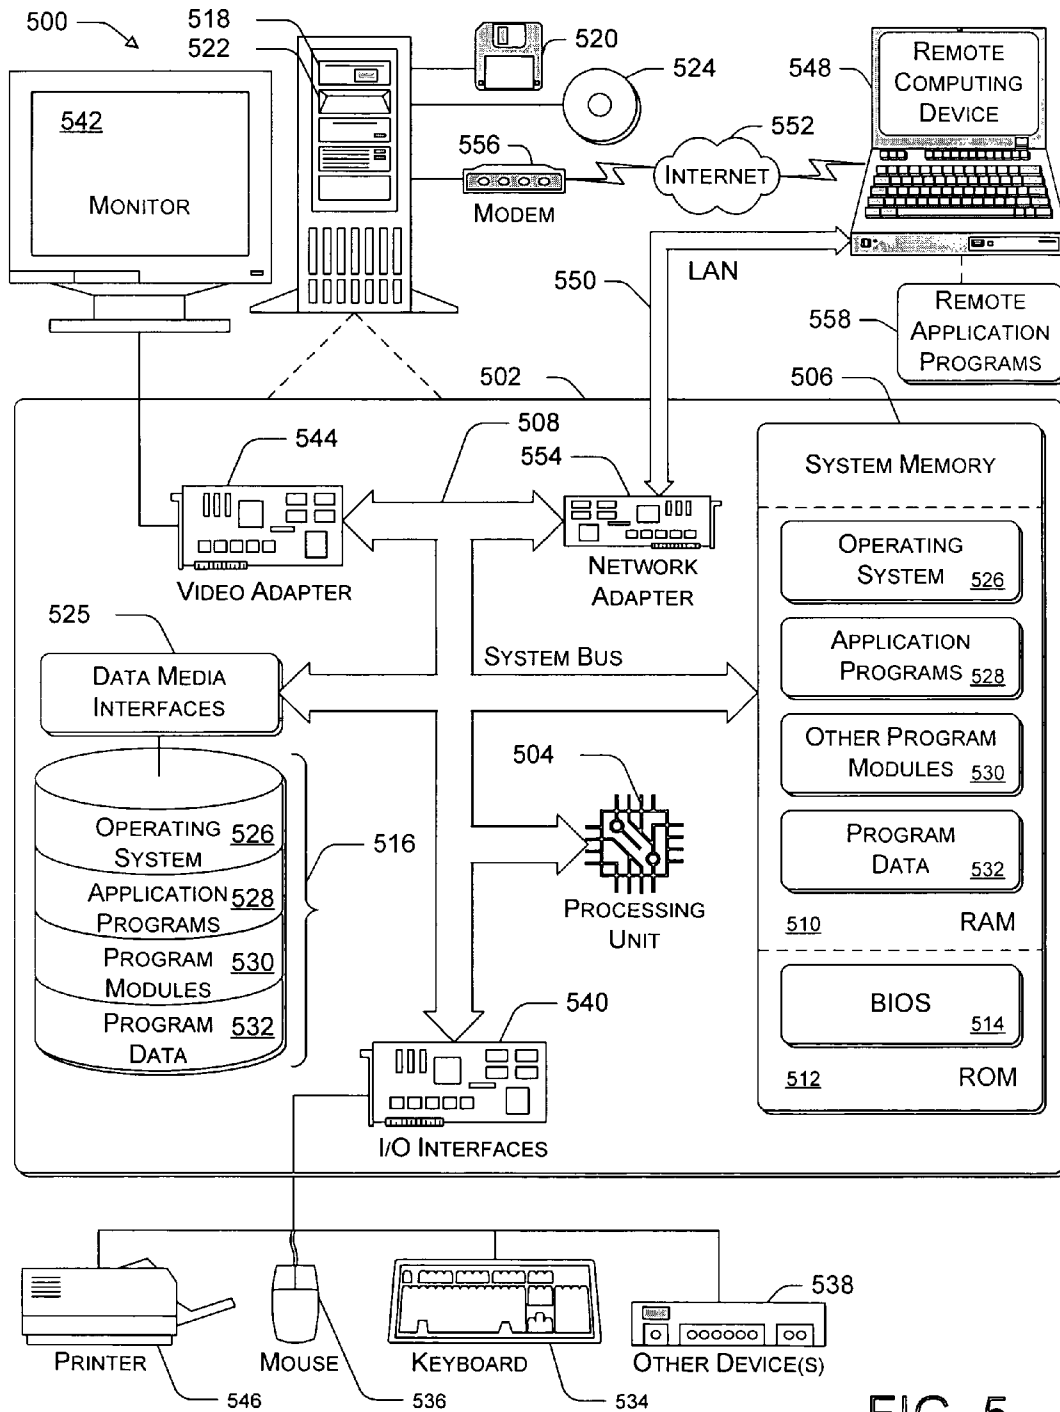 500
518
522
520
524
548
REMOTE
COMPUTING
DEVICE
542
MONITOR
556
MODEM
552
INTERNET
550
LAN
558
REMOTE
APPLICATION
PROGRAMS
502
506
544
508
554
VIDEO ADAPTER
NETWORK
ADAPTER
SYSTEM MEMORY
OPERATING
SYSTEM 526
APPLICATION
PROGRAMS 528
OTHER PROGRAM
MODULES 530
PROGRAM
DATA 532
510 RAM
BIOS
514
512 ROM
525
DATA MEDIA
INTERFACES
SYSTEM BUS
504
PROCESSING
UNIT
OPERATING 526
SYSTEM
APPLICATION 528
PROGRAMS
PROGRAM 530
MODULES
PROGRAM 532
DATA
516
540
I/O INTERFACES
PRINTER
546
MOUSE
536
KEYBOARD
534
538
OTHER DEVICE(S)
FIG. 5